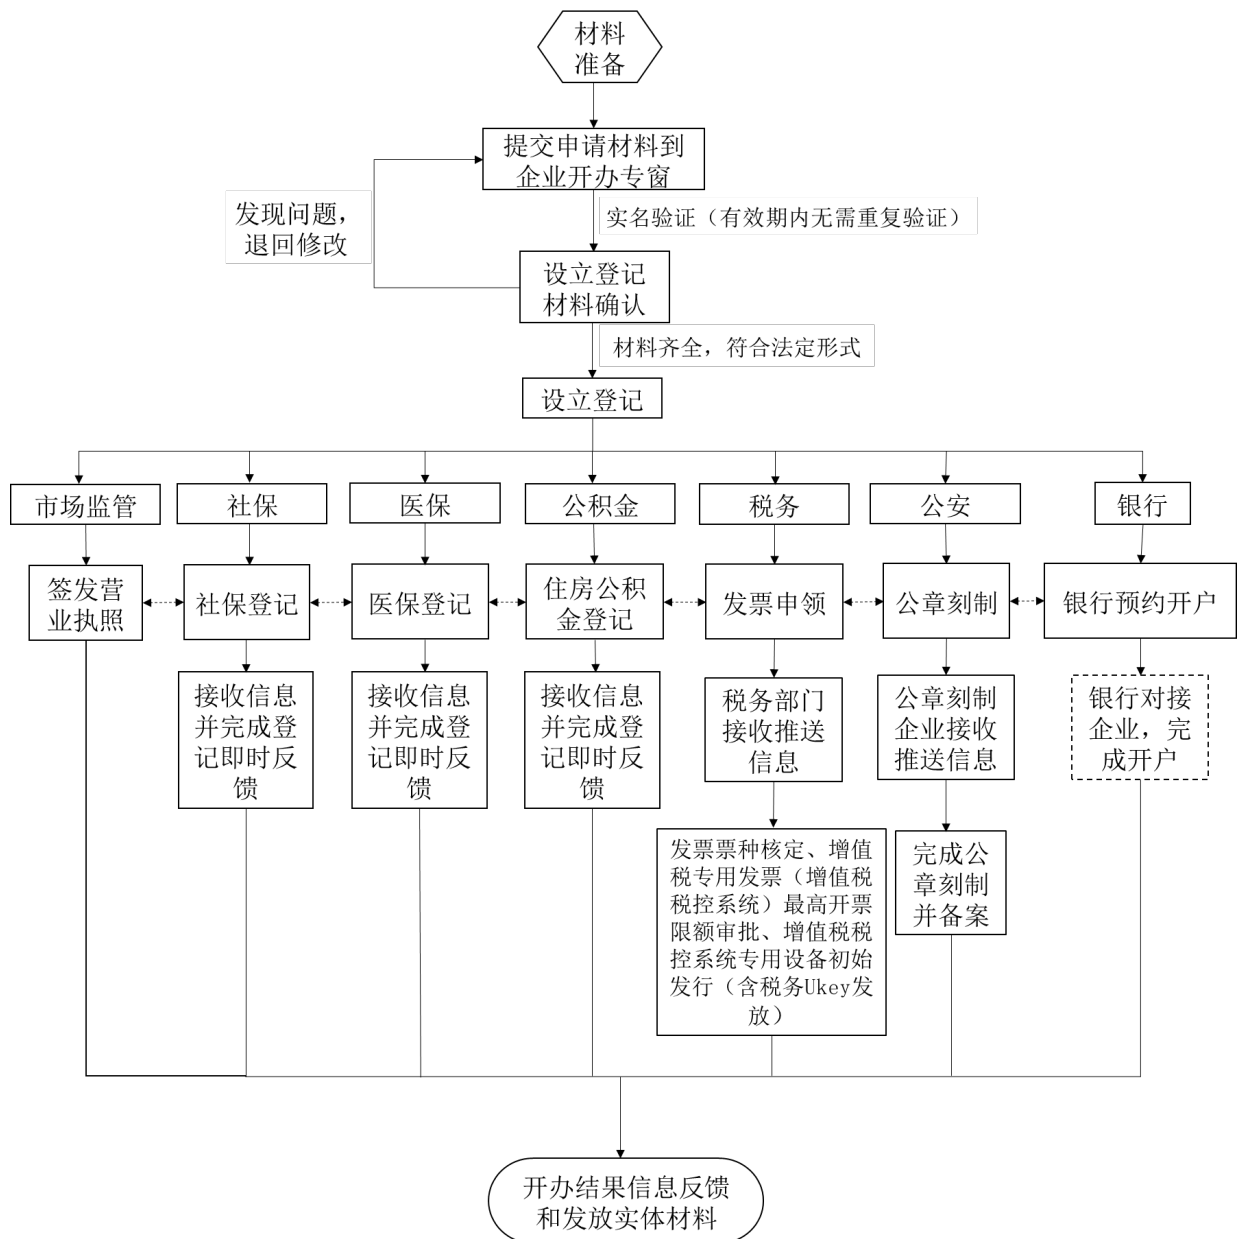 材料
准备
提交申请材料到
企业开办专窗
发现问题，
退回修改
实名验证（有效期内无需重复验证）
设立登记
材料确认
材料齐全，符合法定形式
设立登记
市场监管
社保
医保
公积金
税务
公安
银行
签发营
业执照
社保登记
医保登记
住房公积
金登记
发票申领
公章刻制
银行预约开户
接收信息
并完成登
记即时反
馈
接收信息
并完成登
记即时反
馈
接收信息
并完成登
记即时反
馈
税务部门
接收推送
信息
公章刻制
企业接收
推送信息
银行对接
企业，完
成开户
发票票种核定、增值
税专用发票（增值税
税控系统）最高开票
限额审批、增值税税
控系统专用设备初始
发行（含税务Ukey发
放）
完成公
章刻制
并备案
开办结果信息反馈
和发放实体材料